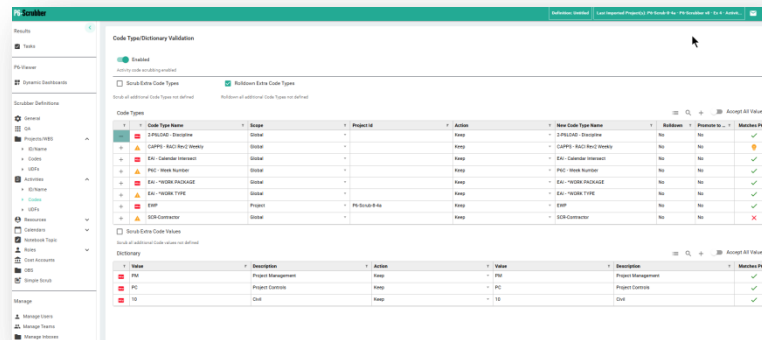 P6 Scrubber
Definition: Untitled
Last Imported Project(s): P6-Scrub-R-4a - P6-Scrubber v8 - Ex 4 - Activit...
Results
Tasks
P6-Viewer
Dynamic Dashboards
Scrubber Definitions
General
QA
Projects/WBS
ID/Name
Codes
UDFs
Activities
ID/Name
Codes
UDFs
Resources
Calendars
Notebook Topic
Roles
Cost Accounts
OBS
Simple Scrub
Manage
Manage Users
Manage Teams
Manage Inboxes
Code Type/Dictionary Validation
Enabled
Activity code scrubbing enabled
Scrub Extra Code Types
Rolldown Extra Code Types
Scrub all additional Code Types not defined
Rolldown all additional Code Types not defined
Code Types
Accept All Value
Code Type Name Scope Project Id Action New Code Type Name Rolldown Promote to ... Matches P
2-P6LOAD - Discipline Global Keep 2-P6LOAD - Discipline No No
CAPPS - RACI Rev2 Weekly Global Keep CAPPS - RACI Rev2 Weekly No No
EAI - Calendar Intersect Global Keep EAI - Calendar Intersect No No
P6C - Week Number Global Keep P6C - Week Number No No
EAI - *WORK PACKAGE Global Keep EAI - *WORK PACKAGE No No
EAI - *WORK TYPE Global Keep EAI - *WORK TYPE No No
EWP Project P6-Scrub-R-4a Keep EWP No No
SCR-Contractor Global Keep SCR-Contractor No No
Scrub Extra Code Values
Scrub all additional Code values not defined
Dictionary
Accept All Value
Value Description Action Value Description Matches P
PM Project Management Keep PM Project Management
PC Project Controls Keep PC Project Controls
10 Civil Keep 10 Civil